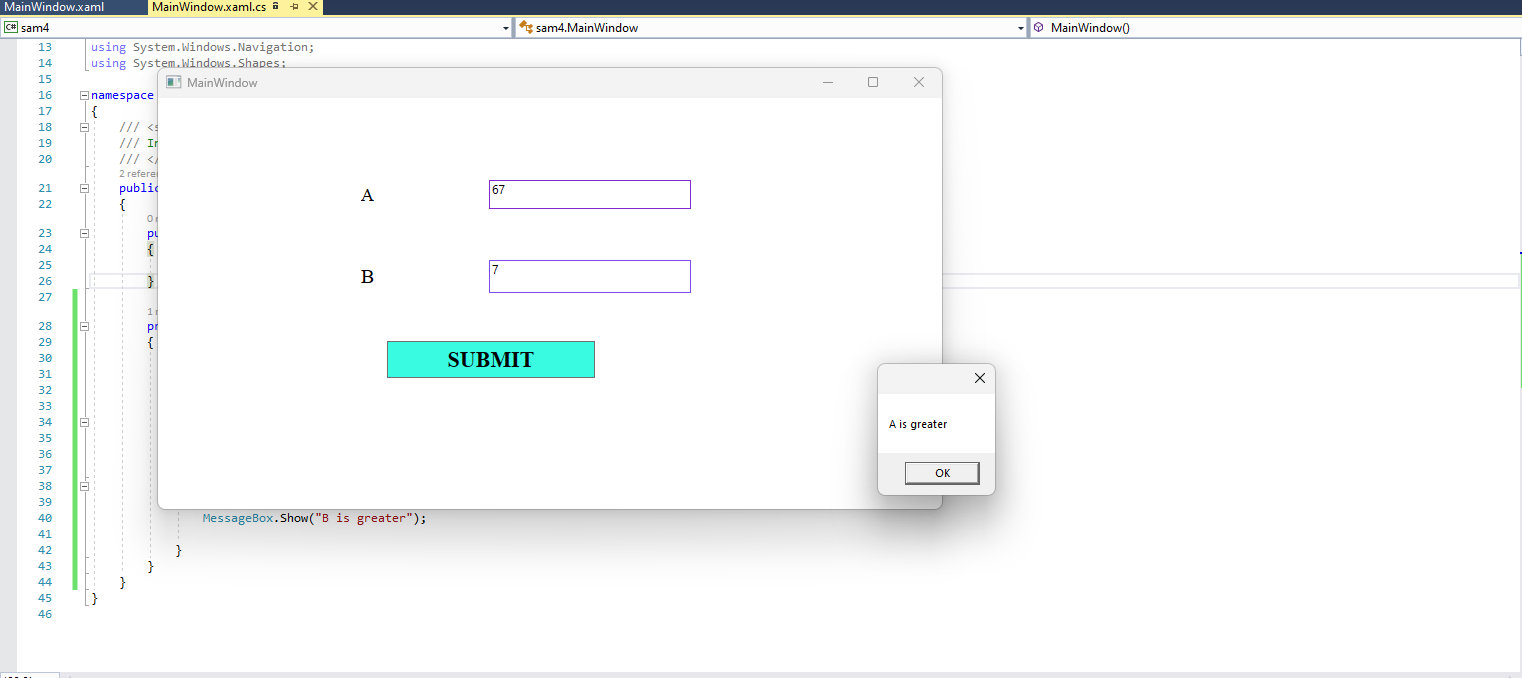 MainWindow.xaml MainWindow.xaml.cs
C# sam4 sam4.MainWindow MainWindow()
13 using System.Windows.Navigation;
14 using System.Windows.Shapes;
15
16 namespace
17 {
18 /// <s
19 /// In
20 /// </
2 referen
21 public
22 {
0 r
23 pu
24 {
25
26 }
27
1 r
28 pr
29 {
30
31
32
33
34
35
36
37
38
39
40 MessageBox.Show("B is greater");
41
42 }
43 }
44 }
45 }
46
MainWindow
A 67
B 7
SUBMIT
A is greater
OK